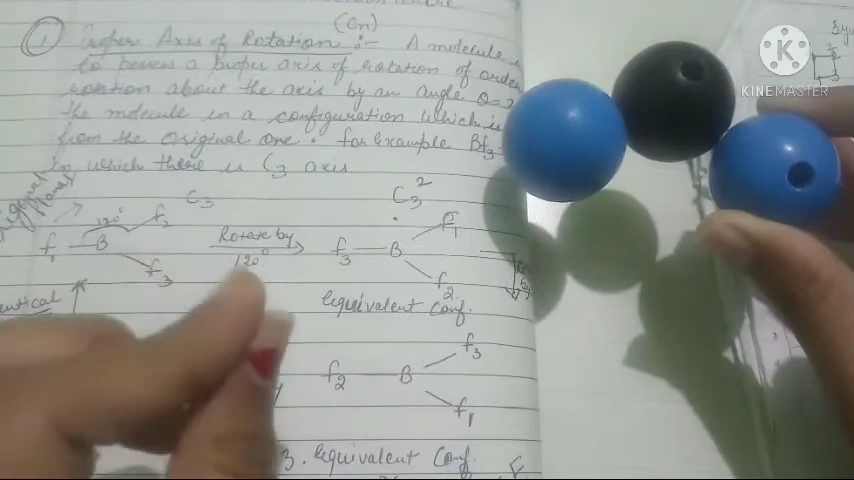 (Cn)
① Proper Axis of Rotation :- A molecule
to possess a proper axis of rotation of order
rotation about the axis by an angle θ=2
the molecule in a configuration which is
from the original one. for example Bf3.
in which there is C3 axis
C3
C3²
120°
f1 B f2
f3
Rotate by
120°
f3 B f1
f2
equivalent Conf.
f2 B f3
f1
3. equivalent Conf.
K
KINEMASTER